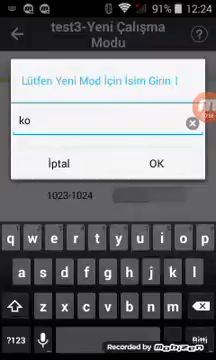 91% 12:24
test3-Yeni Çalışma
Modu
Lütfen Yeni Mod İçin İsim Girin !
ko
İptal OK
1023-1024
q w e r t y u i o p
a s d f g h j k l
z x c v b n m
?123 Bitti
Recorded by Mobizen